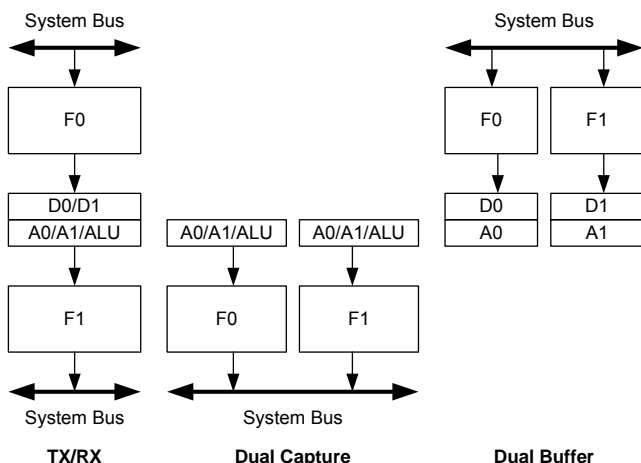 System Bus
System Bus
F0
F0
F1
D0/D1
D0
D1
A0/A1/ALU
A0/A1/ALU
A0/A1/ALU
A0
A1
F1
F0
F1
System Bus
System Bus
TX/RX
Dual Capture
Dual Buffer